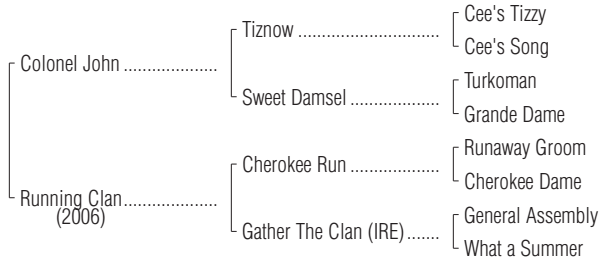 Cee's Tizzy
Tiznow ..............................
Cee's Song
Colonel John ....................
Turkoman
Sweet Damsel ...................
Grande Dame
Runaway Groom
Cherokee Run ...................
Cherokee Dame
Running Clan....................
(2006)
General Assembly
Gather The Clan (IRE).......
What a Summer